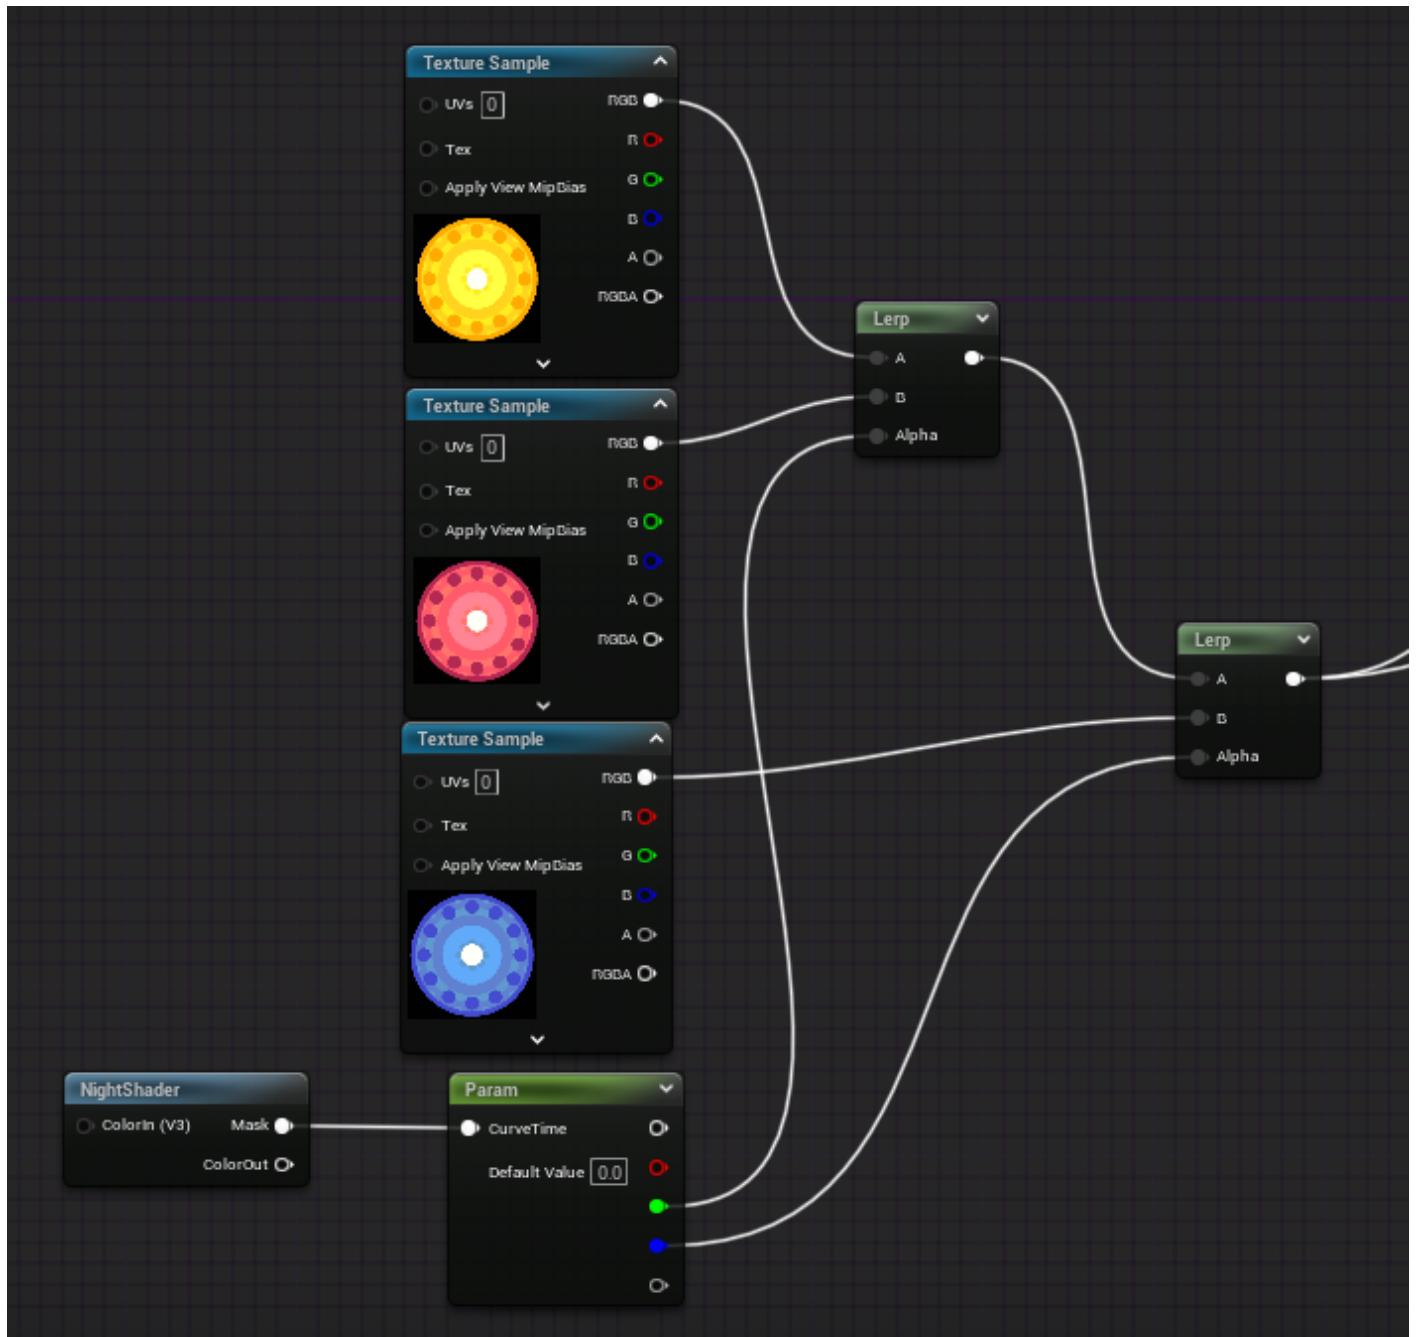 Texture Sample
UVs 0 RGB
R
Tex
G
Apply View MipBias
B
A
RGBA
Lerp
A
B
Alpha
Texture Sample
UVs 0 RGB
R
Tex
G
Apply View MipBias
B
A
RGBA
Lerp
A
B
Alpha
Texture Sample
UVs 0 RGB
R
Tex
G
Apply View MipBias
B
A
RGBA
NightShader
ColorIn (V3) Mask
ColorOut
Param
CurveTime
Default Value 0.0